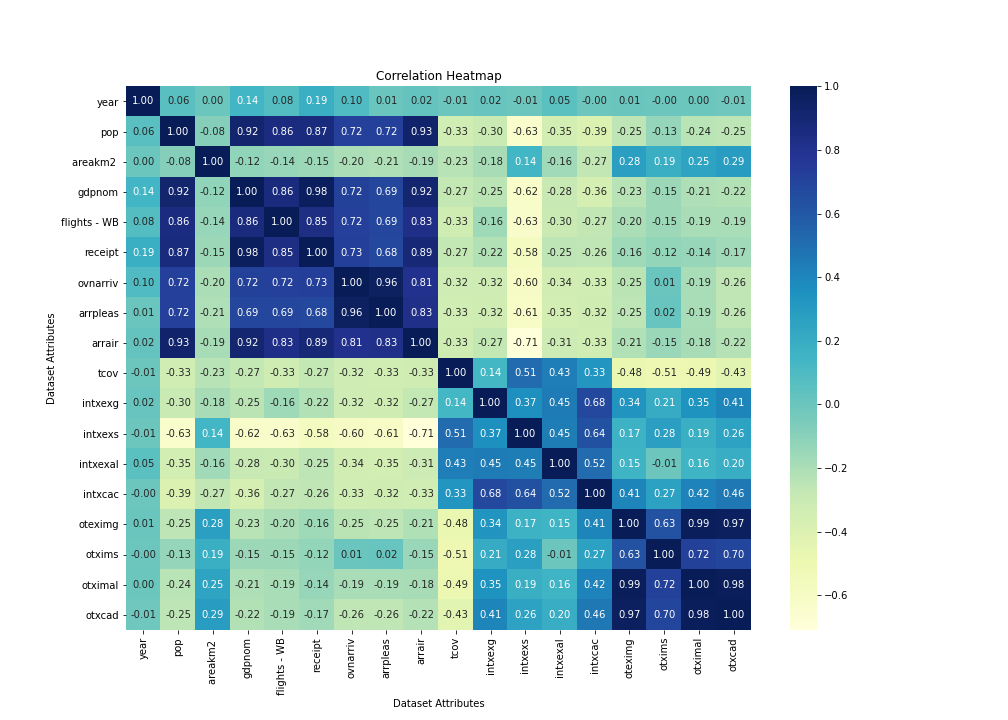 Correlation Heatmap
year 1.00 0.06 0.00 0.14 0.08 0.19 0.10 0.01 0.02 -0.01 0.02 -0.01 0.05 -0.00 0.01 -0.00 0.00 -0.01
pop 0.06 1.00 -0.08 0.92 0.86 0.87 0.72 0.72 0.93 -0.33 -0.30 -0.63 -0.35 -0.39 -0.25 -0.13 -0.24 -0.25
areakm2 0.00 -0.08 1.00 -0.12 -0.14 -0.15 -0.20 -0.21 -0.19 -0.23 -0.18 0.14 -0.16 -0.27 0.28 0.19 0.25 0.29
gdpnom 0.14 0.92 -0.12 1.00 0.86 0.98 0.72 0.69 0.92 -0.27 -0.25 -0.62 -0.28 -0.36 -0.23 -0.15 -0.21 -0.22
flights - WB 0.08 0.86 -0.14 0.86 1.00 0.85 0.72 0.69 0.83 -0.33 -0.16 -0.63 -0.30 -0.27 -0.20 -0.15 -0.19 -0.19
receipt 0.19 0.87 -0.15 0.98 0.85 1.00 0.73 0.68 0.89 -0.27 -0.22 -0.58 -0.25 -0.26 -0.16 -0.12 -0.14 -0.17
ovnarriv 0.10 0.72 -0.20 0.72 0.72 0.73 1.00 0.96 0.81 -0.32 -0.32 -0.60 -0.34 -0.33 -0.25 0.01 -0.19 -0.26
arrpleas 0.01 0.72 -0.21 0.69 0.69 0.68 0.96 1.00 0.83 -0.33 -0.32 -0.61 -0.35 -0.32 -0.25 0.02 -0.19 -0.26
arrair 0.02 0.93 -0.19 0.92 0.83 0.89 0.81 0.83 1.00 -0.33 -0.27 -0.71 -0.31 -0.33 -0.21 -0.15 -0.18 -0.22
tcov -0.01 -0.33 -0.23 -0.27 -0.33 -0.27 -0.32 -0.33 -0.33 1.00 0.14 0.51 0.43 0.33 -0.48 -0.51 -0.49 -0.43
intxexg 0.02 -0.30 -0.18 -0.25 -0.16 -0.22 -0.32 -0.32 -0.27 0.14 1.00 0.37 0.45 0.68 0.34 0.21 0.35 0.41
intxexs -0.01 -0.63 0.14 -0.62 -0.63 -0.58 -0.60 -0.61 -0.71 0.51 0.37 1.00 0.45 0.64 0.17 0.28 0.19 0.26
intxexal 0.05 -0.35 -0.16 -0.28 -0.30 -0.25 -0.34 -0.35 -0.31 0.43 0.45 0.45 1.00 0.52 0.15 -0.01 0.16 0.20
intxcac -0.00 -0.39 -0.27 -0.36 -0.27 -0.26 -0.33 -0.32 -0.33 0.33 0.68 0.64 0.52 1.00 0.41 0.27 0.42 0.46
oteximg 0.01 -0.25 0.28 -0.23 -0.20 -0.16 -0.25 -0.25 -0.21 -0.48 0.34 0.17 0.15 0.41 1.00 0.63 0.99 0.97
otxims -0.00 -0.13 0.19 -0.15 -0.15 -0.12 0.01 0.02 -0.15 -0.51 0.21 0.28 -0.01 0.27 0.63 1.00 0.72 0.70
otximal 0.00 -0.24 0.25 -0.21 -0.19 -0.14 -0.19 -0.19 -0.18 -0.49 0.35 0.19 0.16 0.42 0.99 0.72 1.00 0.98
otxcad -0.01 -0.25 0.29 -0.22 -0.19 -0.17 -0.26 -0.26 -0.22 -0.43 0.41 0.26 0.20 0.46 0.97 0.70 0.98 1.00
year pop areakm2 gdpnom flights - WB receipt ovnarriv arrpleas arrair tcov intxexg intxexs intxexal intxcac oteximg otxims otximal otxcad
Dataset Attributes
Dataset Attributes
1.0
0.8
0.6
0.4
0.2
0.0
−0.2
−0.4
−0.6